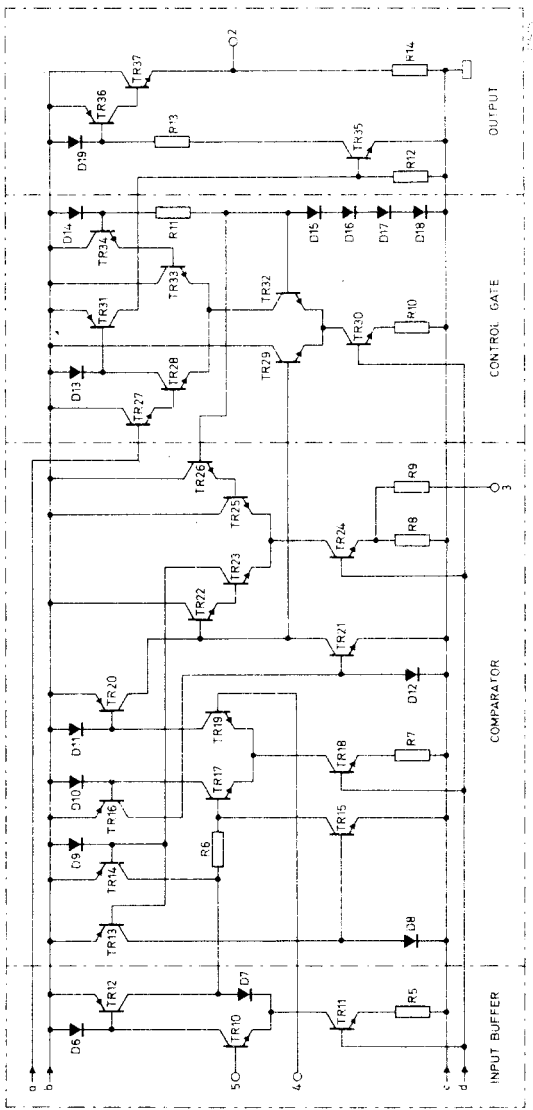 a
b
c
d
5
4
3
2
D6
TR12
TR10
D7
TR11
R5
TR13
TR14
D9
D10
TR16
D11
TR20
R6
TR17
TR19
TR15
D8
TR18
R7
TR22
TR23
TR25
TR26
TR21
D12
TR24
R8
R9
TR27
D13
TR28
TR31
TR34
D14
TR33
R11
TR29
TR32
TR30
R10
D15
D16
D17
D18
D19
TR36
TR37
R13
TR35
R12
R14
INPUT BUFFER
COMPARATOR
CONTROL GATE
OUTPUT